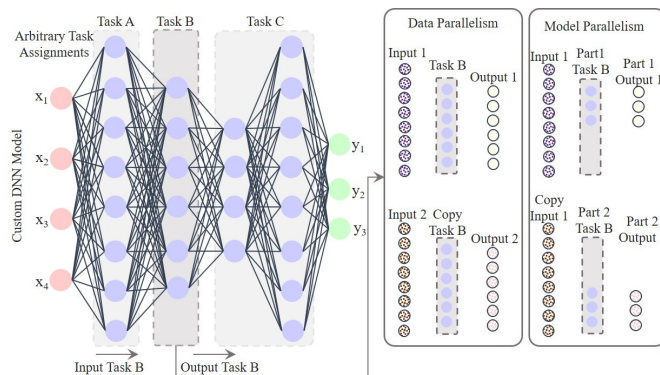 Task A
Task B
Task C
Arbitrary Task
Assignments
Custom DNN Model
x1
x2
x3
x4
y1
y2
y3
Input Task B
Output Task B
Data Parallelism
Input 1
Task B
Output 1
Input 2
Copy
Task B
Output 2
Model Parallelism
Input 1
Part1
Task B
Part 1
Output 1
Copy
Input 1
Part 2
Task B
Part 2
Output